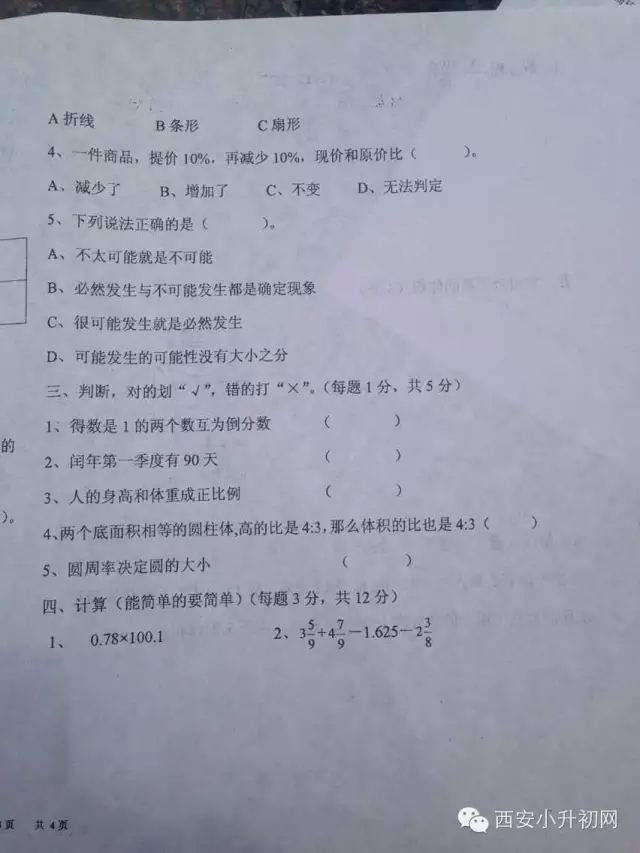 A 折线 B 条形 C 扇形
4、一件商品，提价 10%，再减少 10%，现价和原价比（ ）。
A、减少了 B、增加了 C、不变 D、无法判定
5、下列说法正确的是（ ）。
A、不太可能就是不可能
B、必然发生与不可能发生都是确定现象
C、很可能发生就是必然发生
D、可能发生的可能性没有大小之分
三、判断，对的划“√”，错的打“×”。（每题 1 分，共 5 分）
1、得数是 1 的两个数互为倒分数 （ ）
的
2、闰年第一季度有 90 天 （ ）
3、人的身高和体重成正比例 （ ）
)。
4、两个底面积相等的圆柱体,高的比是 4:3,那么体积的比也是 4:3（ ）
5、圆周率决定圆的大小 （ ）
四、计算（能简单的要简单）（每题 3 分，共 12 分）
1、 0.78×100.1 2、3 5/9+4 7/9－1.625－2 3/8
页 共 4 页
西安小升初网